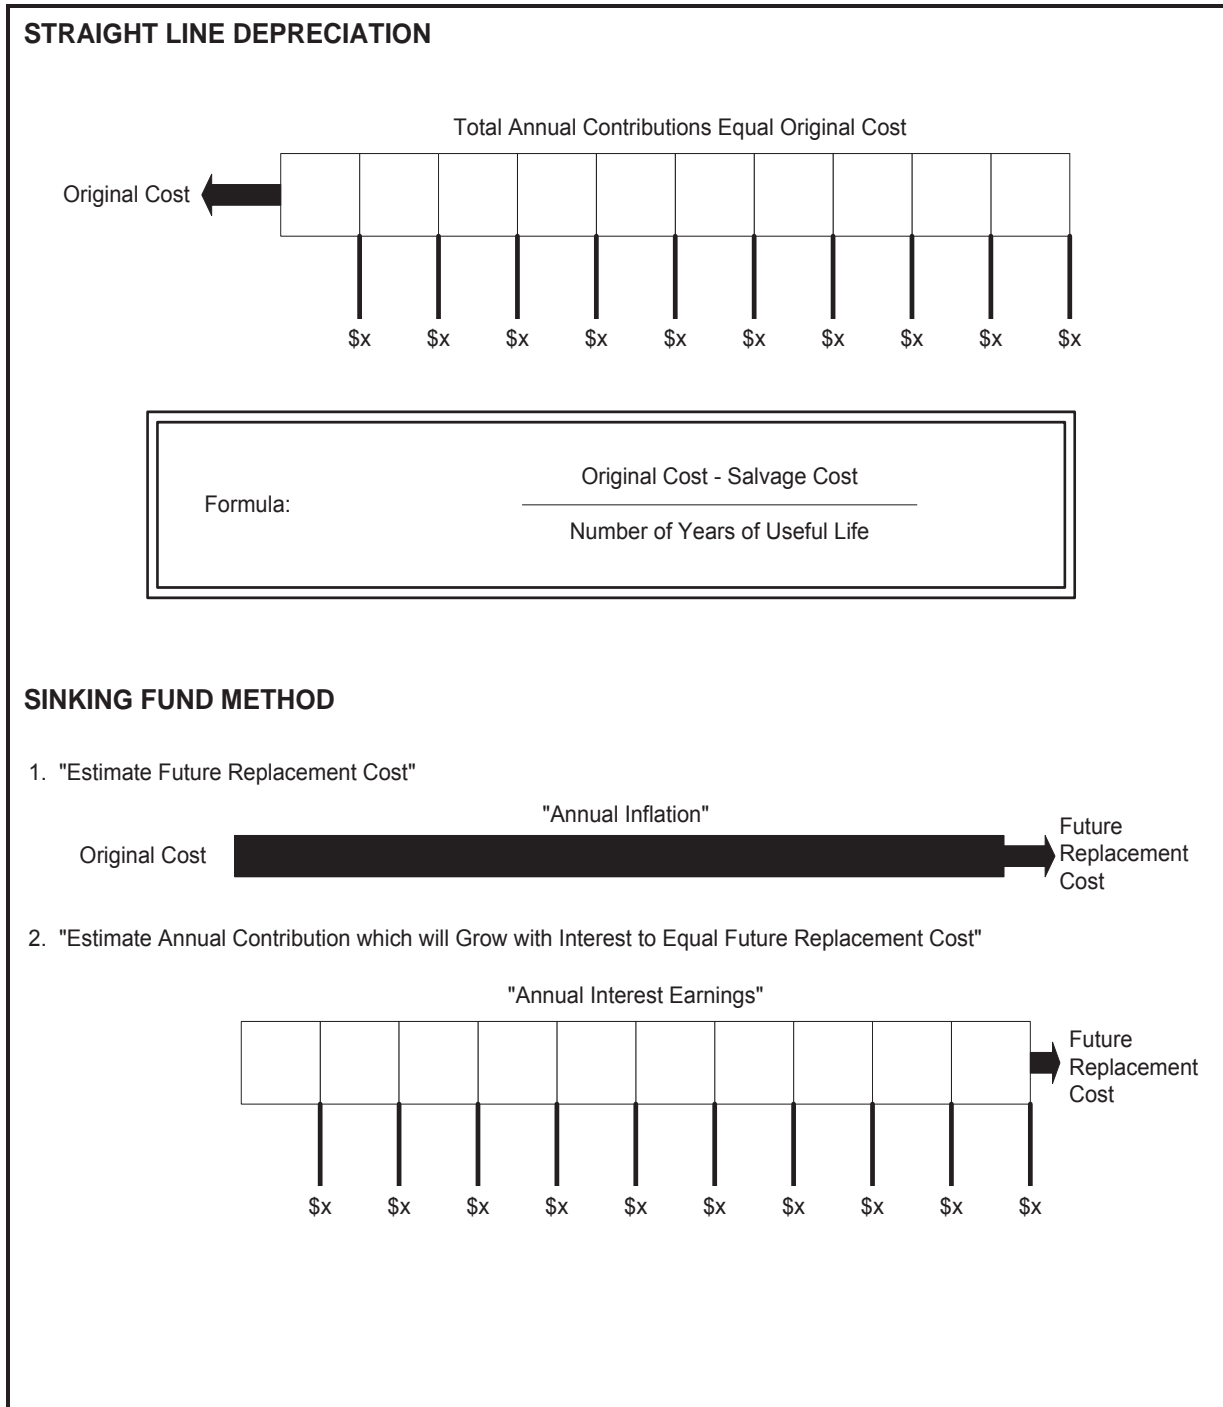 STRAIGHT LINE DEPRECIATION
Total Annual Contributions Equal Original Cost
Original Cost
$x $x $x $x $x $x $x $x $x $x
Original Cost - Salvage Cost
Formula:
Number of Years of Useful Life
SINKING FUND METHOD
1. "Estimate Future Replacement Cost"
"Annual Inflation"
Original Cost
Future
Replacement
Cost
2. "Estimate Annual Contribution which will Grow with Interest to Equal Future Replacement Cost"
"Annual Interest Earnings"
Future
Replacement
Cost
$x $x $x $x $x $x $x $x $x $x